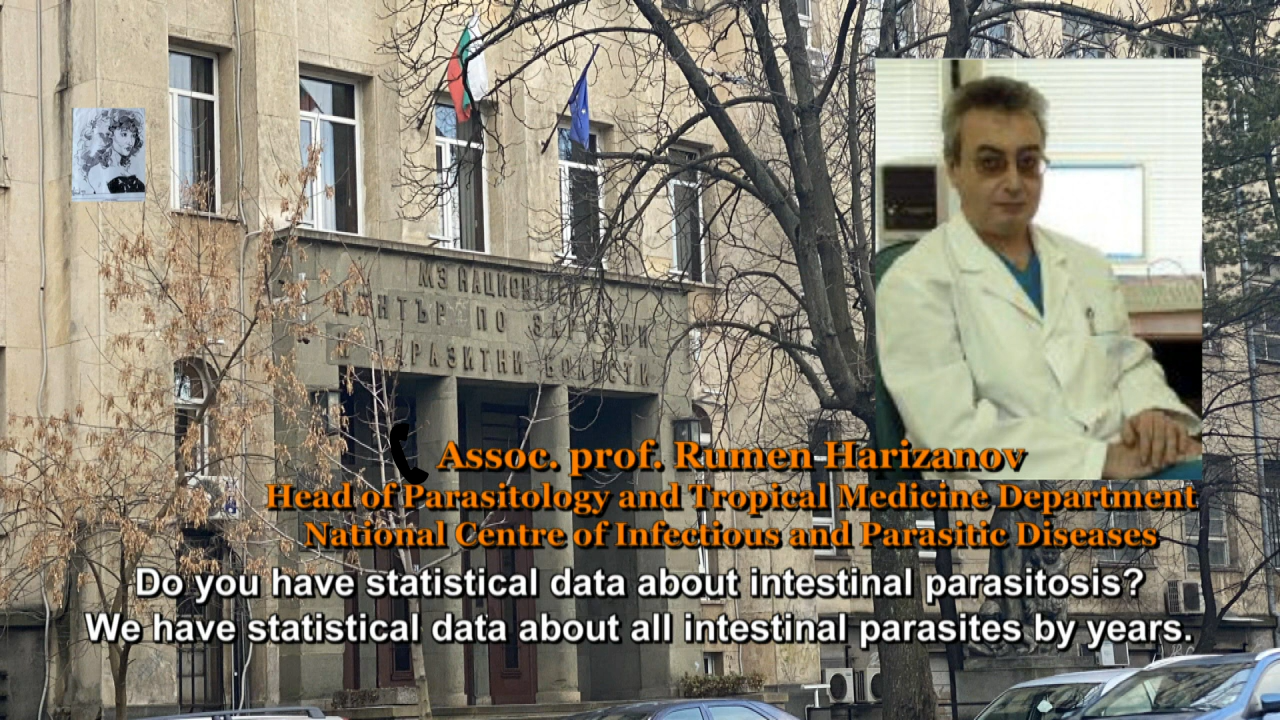 МЗ НАЦИОНАЛЕН
ЦЕНТЪР ПО ЗАРАЗНИ
И ПАРАЗИТНИ БОЛЕСТИ
Assoc. prof. Rumen Harizanov
Head of Parasitology and Tropical Medicine Department
National Centre of Infectious and Parasitic Diseases
Do you have statistical data about intestinal parasitosis?
We have statistical data about all intestinal parasites by years.